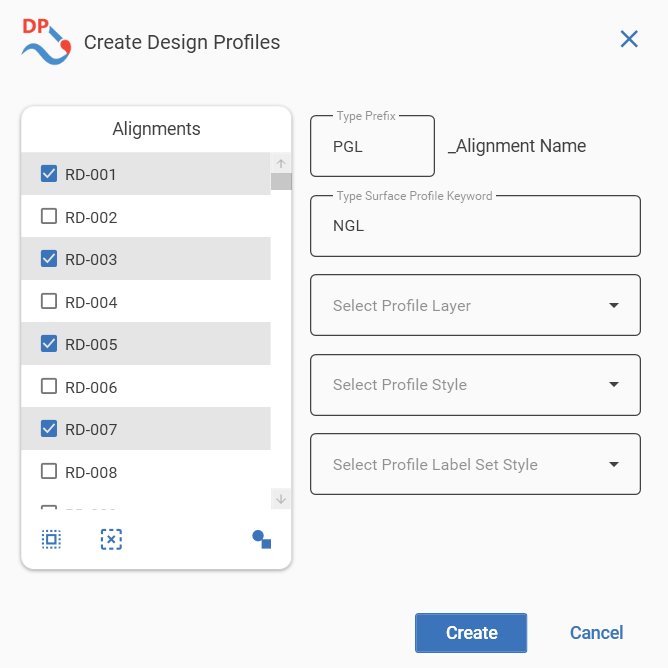 DP
Create Design Profiles
Alignments
RD-001
RD-002
RD-003
RD-004
RD-005
RD-006
RD-007
RD-008
Type Prefix
PGL
_Alignment Name
Type Surface Profile Keyword
NGL
Select Profile Layer
Select Profile Style
Select Profile Label Set Style
Create
Cancel